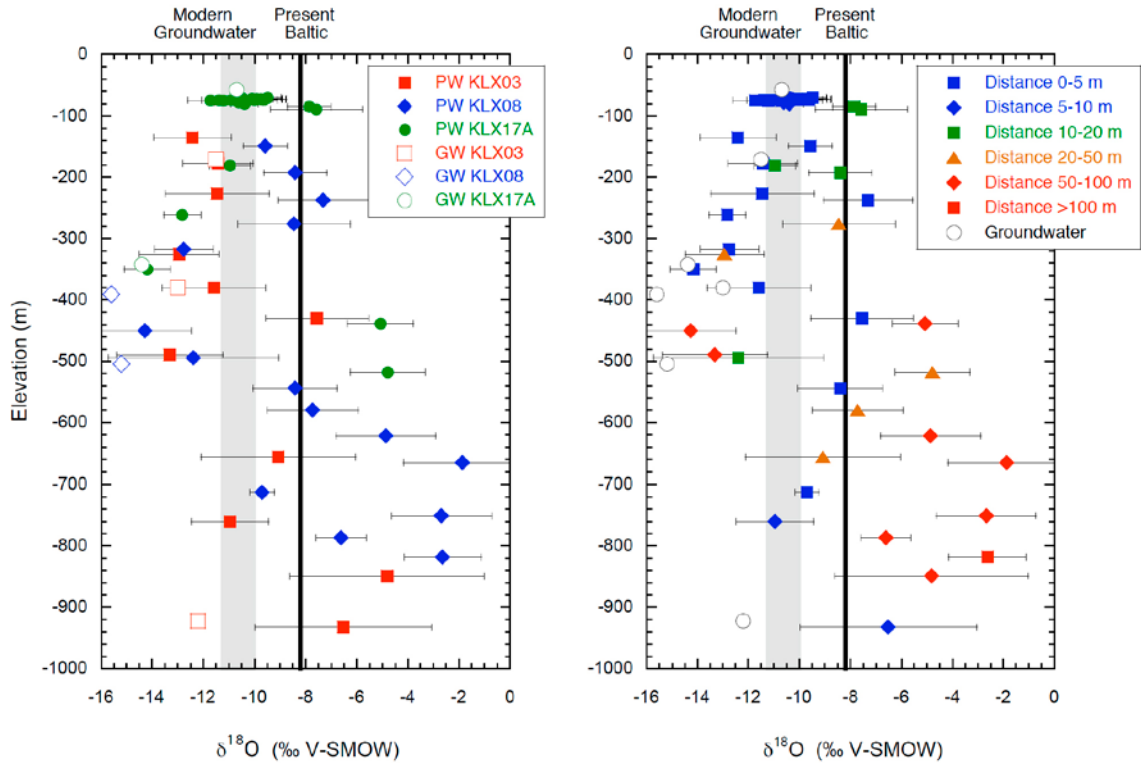 Modern Groundwater
Present Baltic
0
-100
-200
-300
-400
-500
-600
-700
-800
-900
-1000
Elevation (m)
-16 -14 -12 -10 -8 -6 -4 -2 0
δ18O (‰ V-SMOW)
PW KLX03
PW KLX08
PW KLX17A
GW KLX03
GW KLX08
GW KLX17A
Modern Groundwater
Present Baltic
0
-100
-200
-300
-400
-500
-600
-700
-800
-900
-1000
-16 -14 -12 -10 -8 -6 -4 -2 0
δ18O (‰ V-SMOW)
Distance 0-5 m
Distance 5-10 m
Distance 10-20 m
Distance 20-50 m
Distance 50-100 m
Distance >100 m
Groundwater